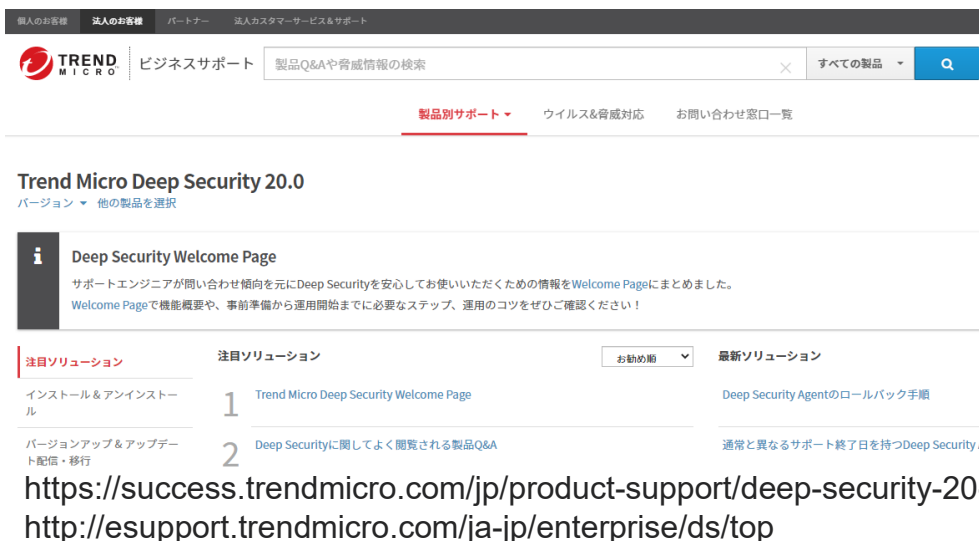 個人のお客様 法人のお客様 パートナー 法人カスタマーサービス&サポート
TREND MICRO ビジネスサポート 製品Q&Aや脅威情報の検索 すべての製品
製品別サポート ウイルス&脅威対応 お問い合わせ窓口一覧
Trend Micro Deep Security 20.0
バージョン 他の製品を選択
i Deep Security Welcome Page
サポートエンジニアが問い合わせ傾向を元にDeep Securityを安心してお使いいただくための情報をWelcome Pageにまとめました。
Welcome Pageで機能概要や、事前準備から運用開始までに必要なステップ、運用のコツをぜひご確認ください！
注目ソリューション
インストール&アンインストー
ル
バージョンアップ&アップデー
ト配信・移行
注目ソリューション お勧め順
1 Trend Micro Deep Security Welcome Page
2 Deep Securityに関してよく閲覧される製品Q&A
最新ソリューション
Deep Security Agentのロールバック手順
通常と異なるサポート終了日を持つDeep Security
https://success.trendmicro.com/jp/product-support/deep-security-20
http://esupport.trendmicro.com/ja-jp/enterprise/ds/top